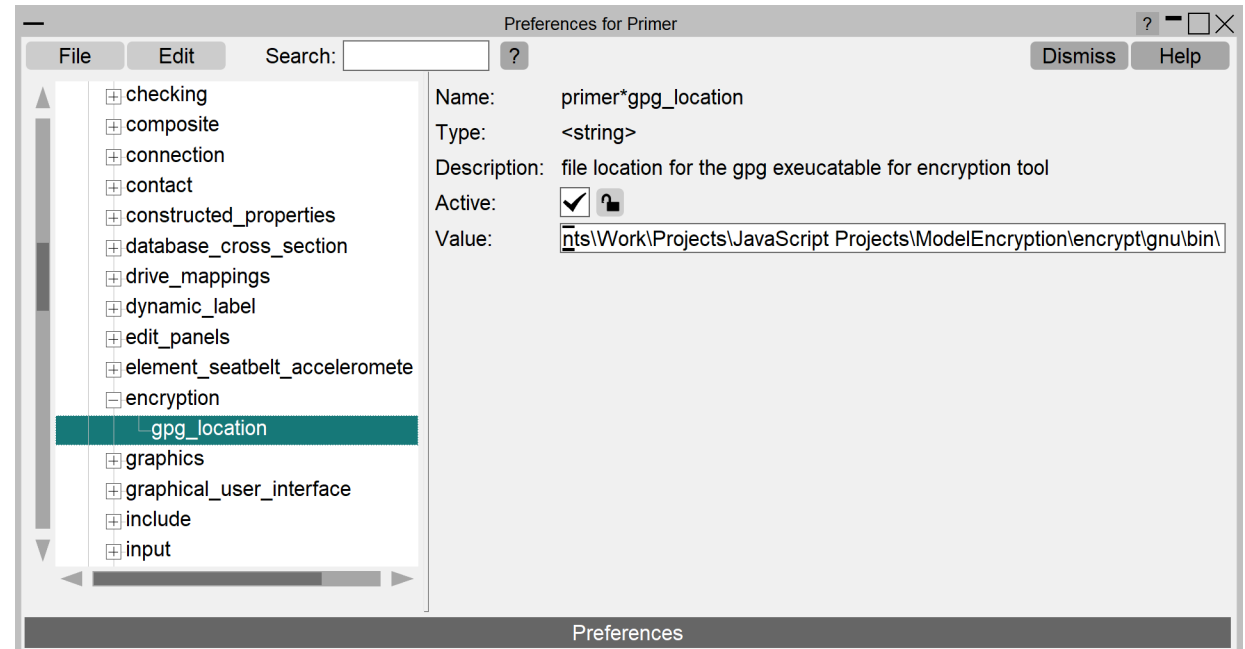 Preferences for Primer ?
File Edit Search: ? Dismiss Help
checking
composite
connection
contact
constructed_properties
database_cross_section
drive_mappings
dynamic_label
edit_panels
element_seatbelt_acceleromete
encryption
gpg_location
graphics
graphical_user_interface
include
input
Name: primer*gpg_location
Type: <string>
Description: file location for the gpg exeucatable for encryption tool
Active:
Value: nts\Work\Projects\JavaScript Projects\ModelEncryption\encrypt\gnu\bin\
Preferences